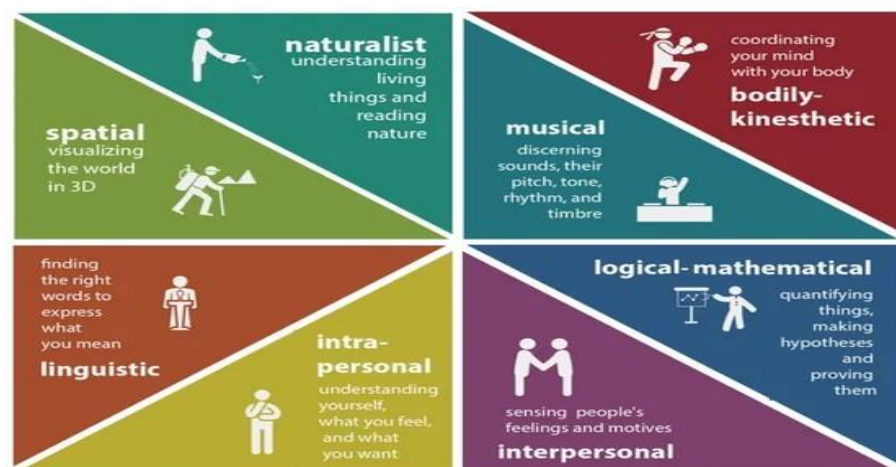 naturalist
understanding
living
things and
reading
nature
spatial
visualizing
the world
in 3D
coordinating
your mind
with your body
bodily-
kinesthetic
musical
discerning
sounds, their
pitch, tone,
rhythm, and
timbre
finding
the right
words to
express
what
you mean
linguistic
intra-
personal
understanding
yourself,
what you feel,
and what
you want
logical-mathematical
quantifying
things,
making
hypotheses
and
proving
them
sensing people's
feelings and motives
interpersonal